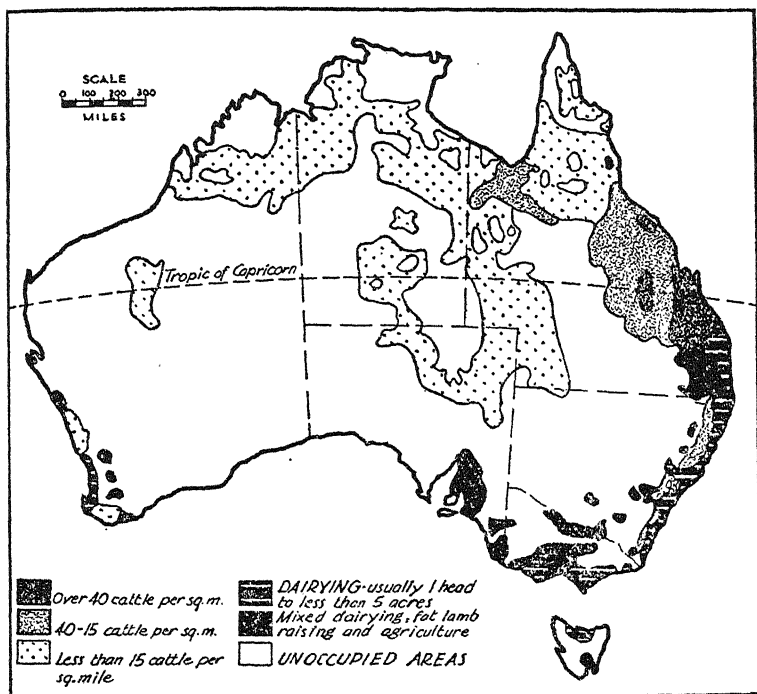 SCALE
0 100 200 300
MILES
Tropic of Capricorn
Over 40 cattle per sq.m.
40-15 cattle per sq.m.
Less than 15 cattle per
sq.mile
DAIRYING-usually 1 head
to less than 5 acres
Mixed dairying, fat lamb
raising and agriculture
UNOCCUPIED AREAS